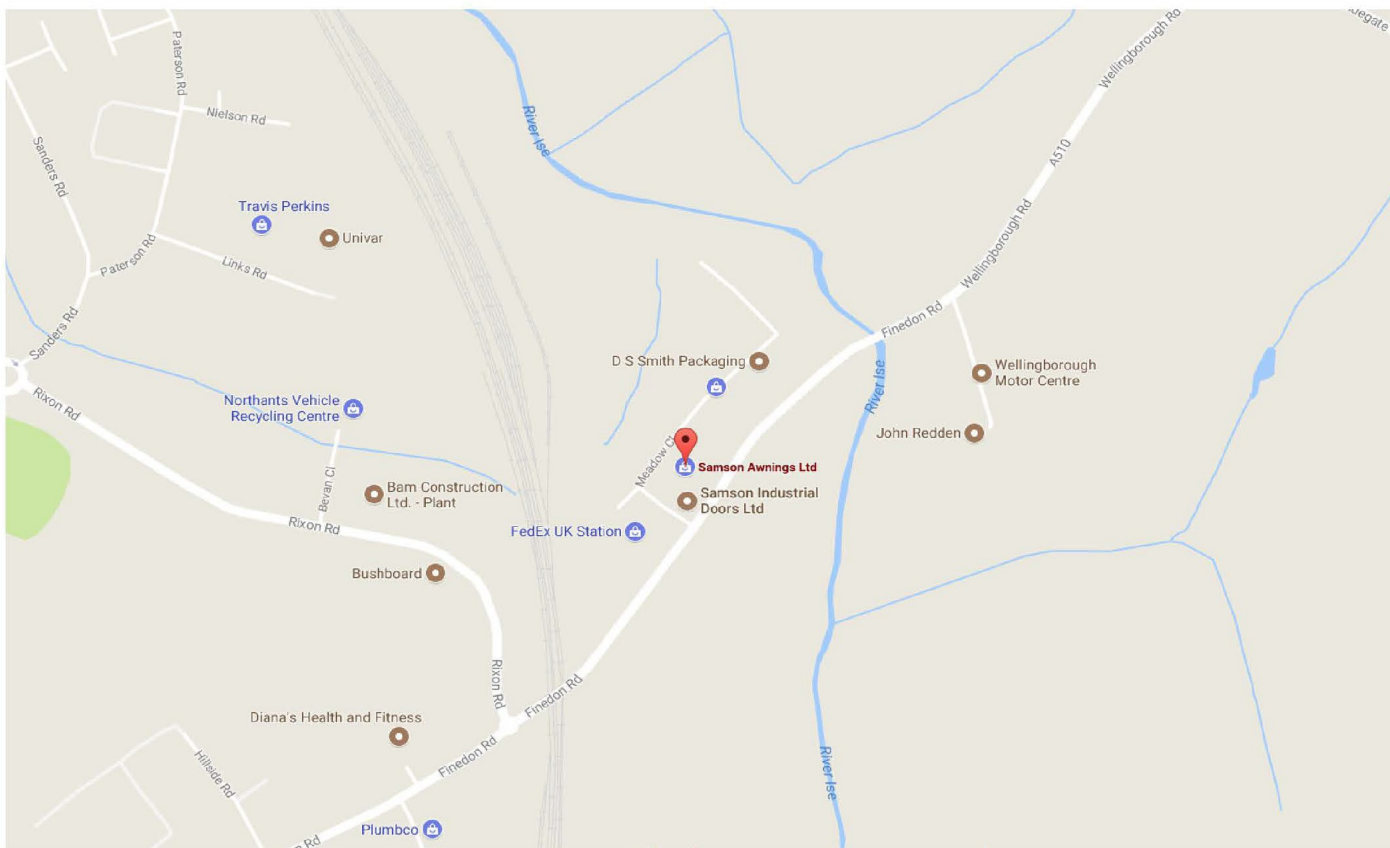 Wellingborough Rd
Paterson Rd
Nielson Rd
River Ise
Sanders Rd
A510
Travis Perkins
Univar
Wellingborough Rd
Paterson Rd
Links Rd
Finedon Rd
Sanders Rd
D S Smith Packaging
Wellingborough
Motor Centre
River Ise
Rixon Rd
Northants Vehicle
Recycling Centre
John Redden
Meadow Cl
Samson Awnings Ltd
Bevan Cl
Bam Construction
Ltd. - Plant
Samson Industrial
Doors Ltd
Rixon Rd
FedEx UK Station
Bushboard
Rixon Rd
Finedon Rd
Diana's Health and Fitness
Finedon Rd
Hillside Rd
River Ise
Plumbco
Rd